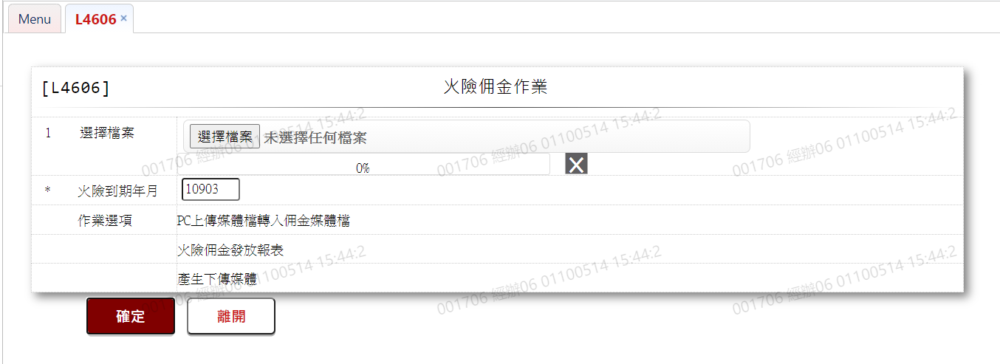 Menu L4606 ×
[L4606] 火險佣金作業
1 選擇檔案 選擇檔案 未選擇任何檔案
0%
* 火險到期年月 10903
作業選項 PC上傳媒體檔轉入佣金媒體檔
火險佣金發放報表
產生下傳媒體
確定 離開
001706 經辦06 01100514 15:44:2
001706 經辦06 01100514 15:44:2
001706 經辦06 01100514 15:44:2
001706 經辦06 01100514 15:44:2
001706 經辦06 01100514 15:44:2
001706 經辦06 01100514 15:44:2